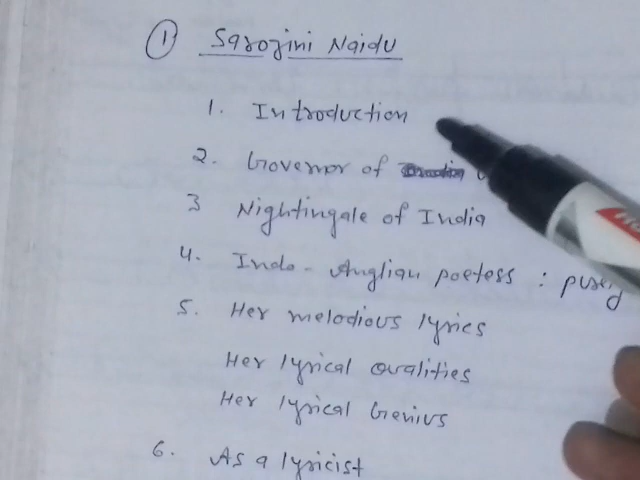 ① Sarojini Naidu
1. Introduction
2. Governor of
3 Nightingale of India
4. Indo-Anglian poetess :
5. Her melodious lyrics
Her lyrical qualities
Her lyrical Genius
6. As a lyricist